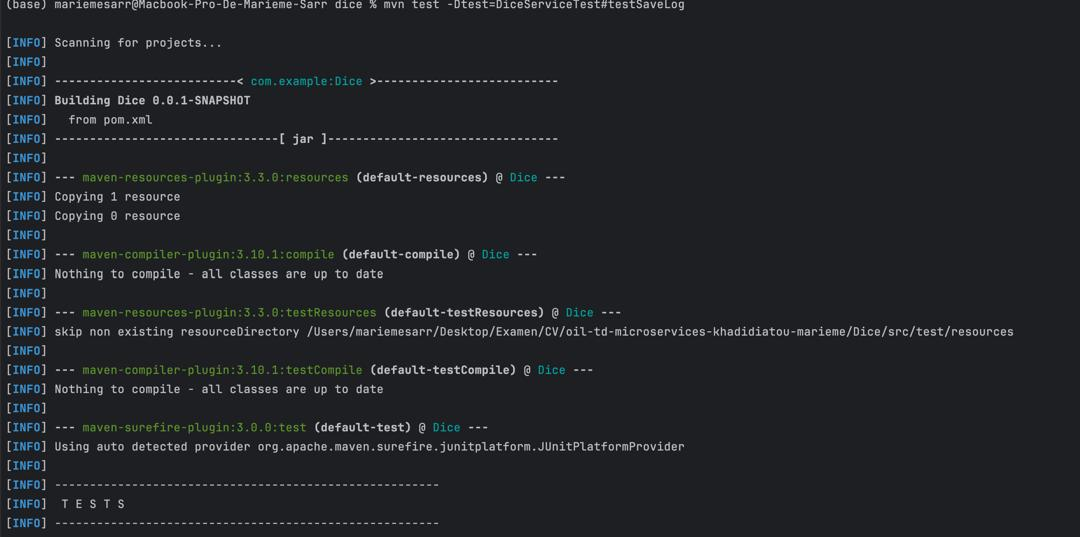 (base) mariemesarr@Macbook-Pro-De-Marieme-Sarr dice % mvn test -Dtest=DiceServiceTest#testSaveLog
[INFO] Scanning for projects...
[INFO]
[INFO] --------------------------< com.example:Dice >--------------------------
[INFO] Building Dice 0.0.1-SNAPSHOT
[INFO]   from pom.xml
[INFO] --------------------------------[ jar ]---------------------------------
[INFO]
[INFO] --- maven-resources-plugin:3.3.0:resources (default-resources) @ Dice ---
[INFO] Copying 1 resource
[INFO] Copying 0 resource
[INFO]
[INFO] --- maven-compiler-plugin:3.10.1:compile (default-compile) @ Dice ---
[INFO] Nothing to compile - all classes are up to date
[INFO]
[INFO] --- maven-resources-plugin:3.3.0:testResources (default-testResources) @ Dice ---
[INFO] skip non existing resourceDirectory /Users/mariemesarr/Desktop/Examen/CV/oil-td-microservices-khadidiatou-marieme/Dice/src/test/resources
[INFO]
[INFO] --- maven-compiler-plugin:3.10.1:testCompile (default-testCompile) @ Dice ---
[INFO] Nothing to compile - all classes are up to date
[INFO]
[INFO] --- maven-surefire-plugin:3.0.0:test (default-test) @ Dice ---
[INFO] Using auto detected provider org.apache.maven.surefire.junitplatform.JUnitPlatformProvider
[INFO]
[INFO] -------------------------------------------------------
[INFO]  T E S T S
[INFO] -------------------------------------------------------